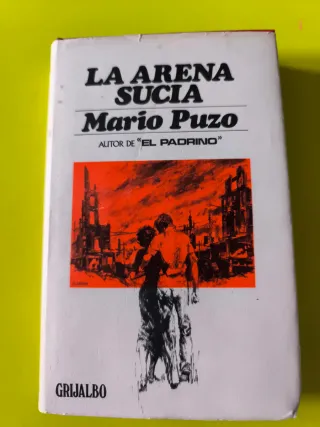 LA ARENA
SUCIA
Mario Puzo
AUTOR DE "EL PADRINO"
GRIJALBO